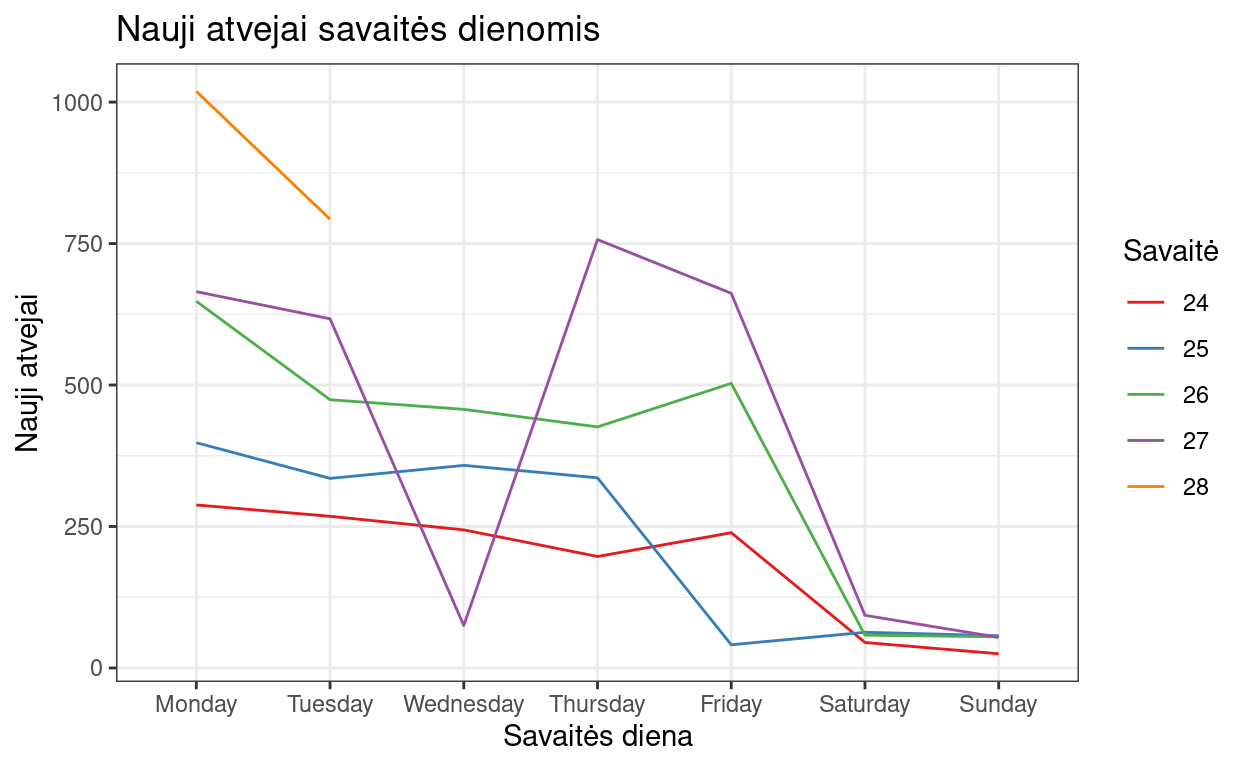 Nauji atvejai savaitės dienomis
Nauji atvejai
1000
750
500
250
0
Monday Tuesday Wednesday Thursday Friday Saturday Sunday
Savaitės diena
Savaitė
24
25
26
27
28